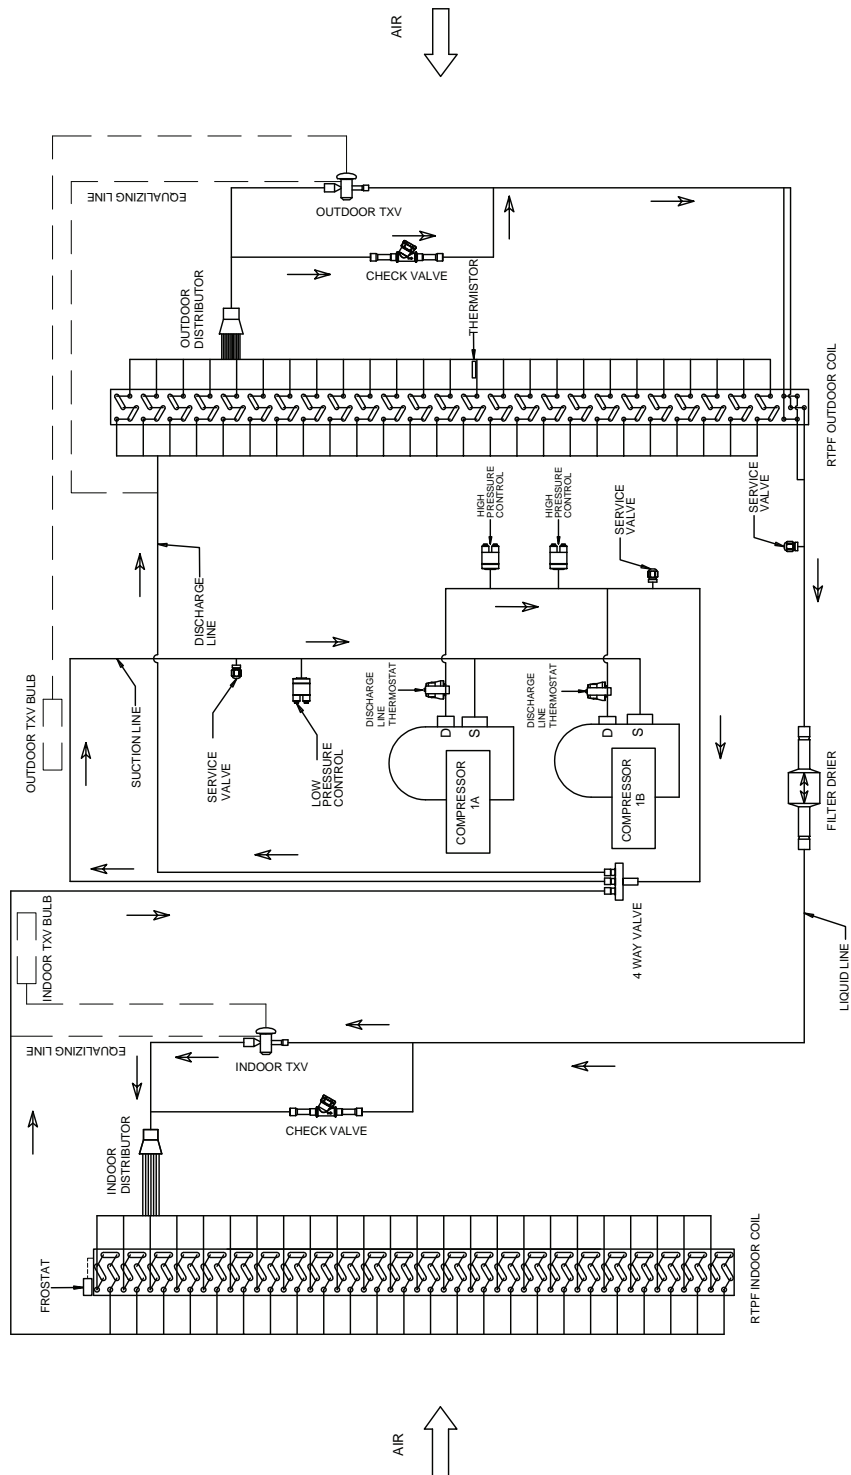 AIR
EQUALIZING LINE
OUTDOOR TXV
CHECK VALVE
OUTDOOR
DISTRIBUTOR
THERMISTOR
RTPF OUTDOOR COIL
HIGH
PRESSURE
CONTROL
HIGH
PRESSURE
CONTROL
SERVICE
VALVE
SERVICE
VALVE
DISCHARGE
LINE
OUTDOOR TXV BULB
SUCTION LINE
SERVICE
VALVE
LOW
PRESSURE
CONTROL
DISCHARGE
LINE
THERMOSTAT
DISCHARGE
LINE
THERMOSTAT
D
S
D
S
COMPRESSOR
1A
COMPRESSOR
1B
FILTER DRIER
INDOOR TXV BULB
4 WAY VALVE
LIQUID LINE
EQUALIZING LINE
INDOOR TXV
CHECK VALVE
INDOOR
DISTRIBUTOR
FROSTAT
RTPF INDOOR COIL
AIR